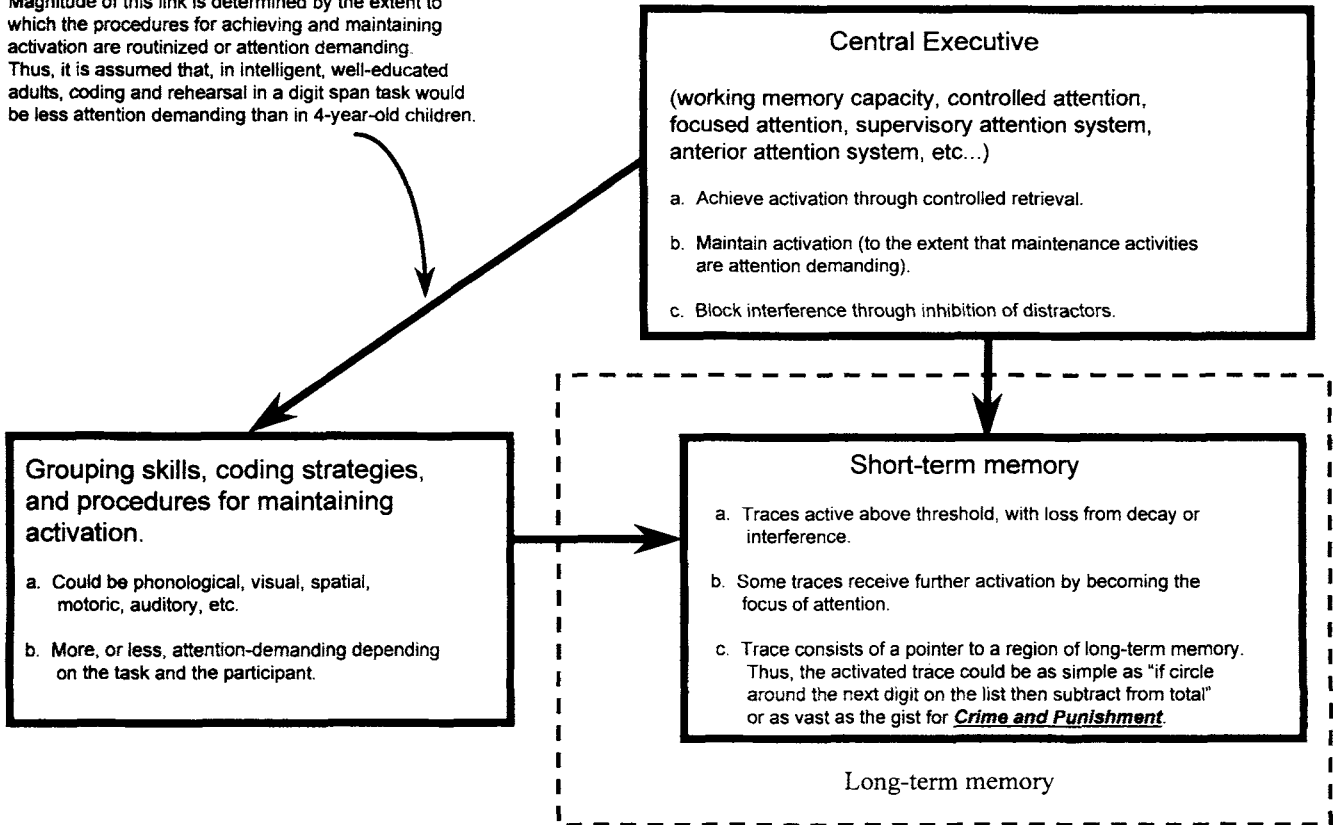 Magnitude of this link is determined by the extent to
which the procedures for achieving and maintaining
activation are routinized or attention demanding.
Thus, it is assumed that, in intelligent, well-educated
adults, coding and rehearsal in a digit span task would
be less attention demanding than in 4-year-old children.
Central Executive
(working memory capacity, controlled attention,
focused attention, supervisory attention system,
anterior attention system, etc...)
a. Achieve activation through controlled retrieval.
b. Maintain activation (to the extent that maintenance activities
are attention demanding).
c. Block interference through inhibition of distractors.
Grouping skills, coding strategies,
and procedures for maintaining
activation.
a. Could be phonological, visual, spatial,
motoric, auditory, etc.
b. More, or less, attention-demanding depending
on the task and the participant.
Short-term memory
a. Traces active above threshold, with loss from decay or
interference.
b. Some traces receive further activation by becoming the
focus of attention.
c. Trace consists of a pointer to a region of long-term memory.
Thus, the activated trace could be as simple as "if circle
around the next digit on the list then subtract from total"
or as vast as the gist for Crime and Punishment.
Long-term memory